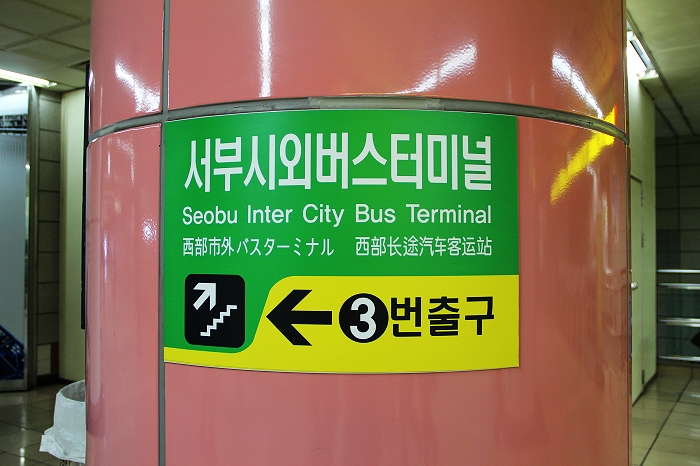 서부시외버스터미널
Seobu Inter City Bus Terminal
西部市外バスターミナル 西部长途汽车客运站
3번출구